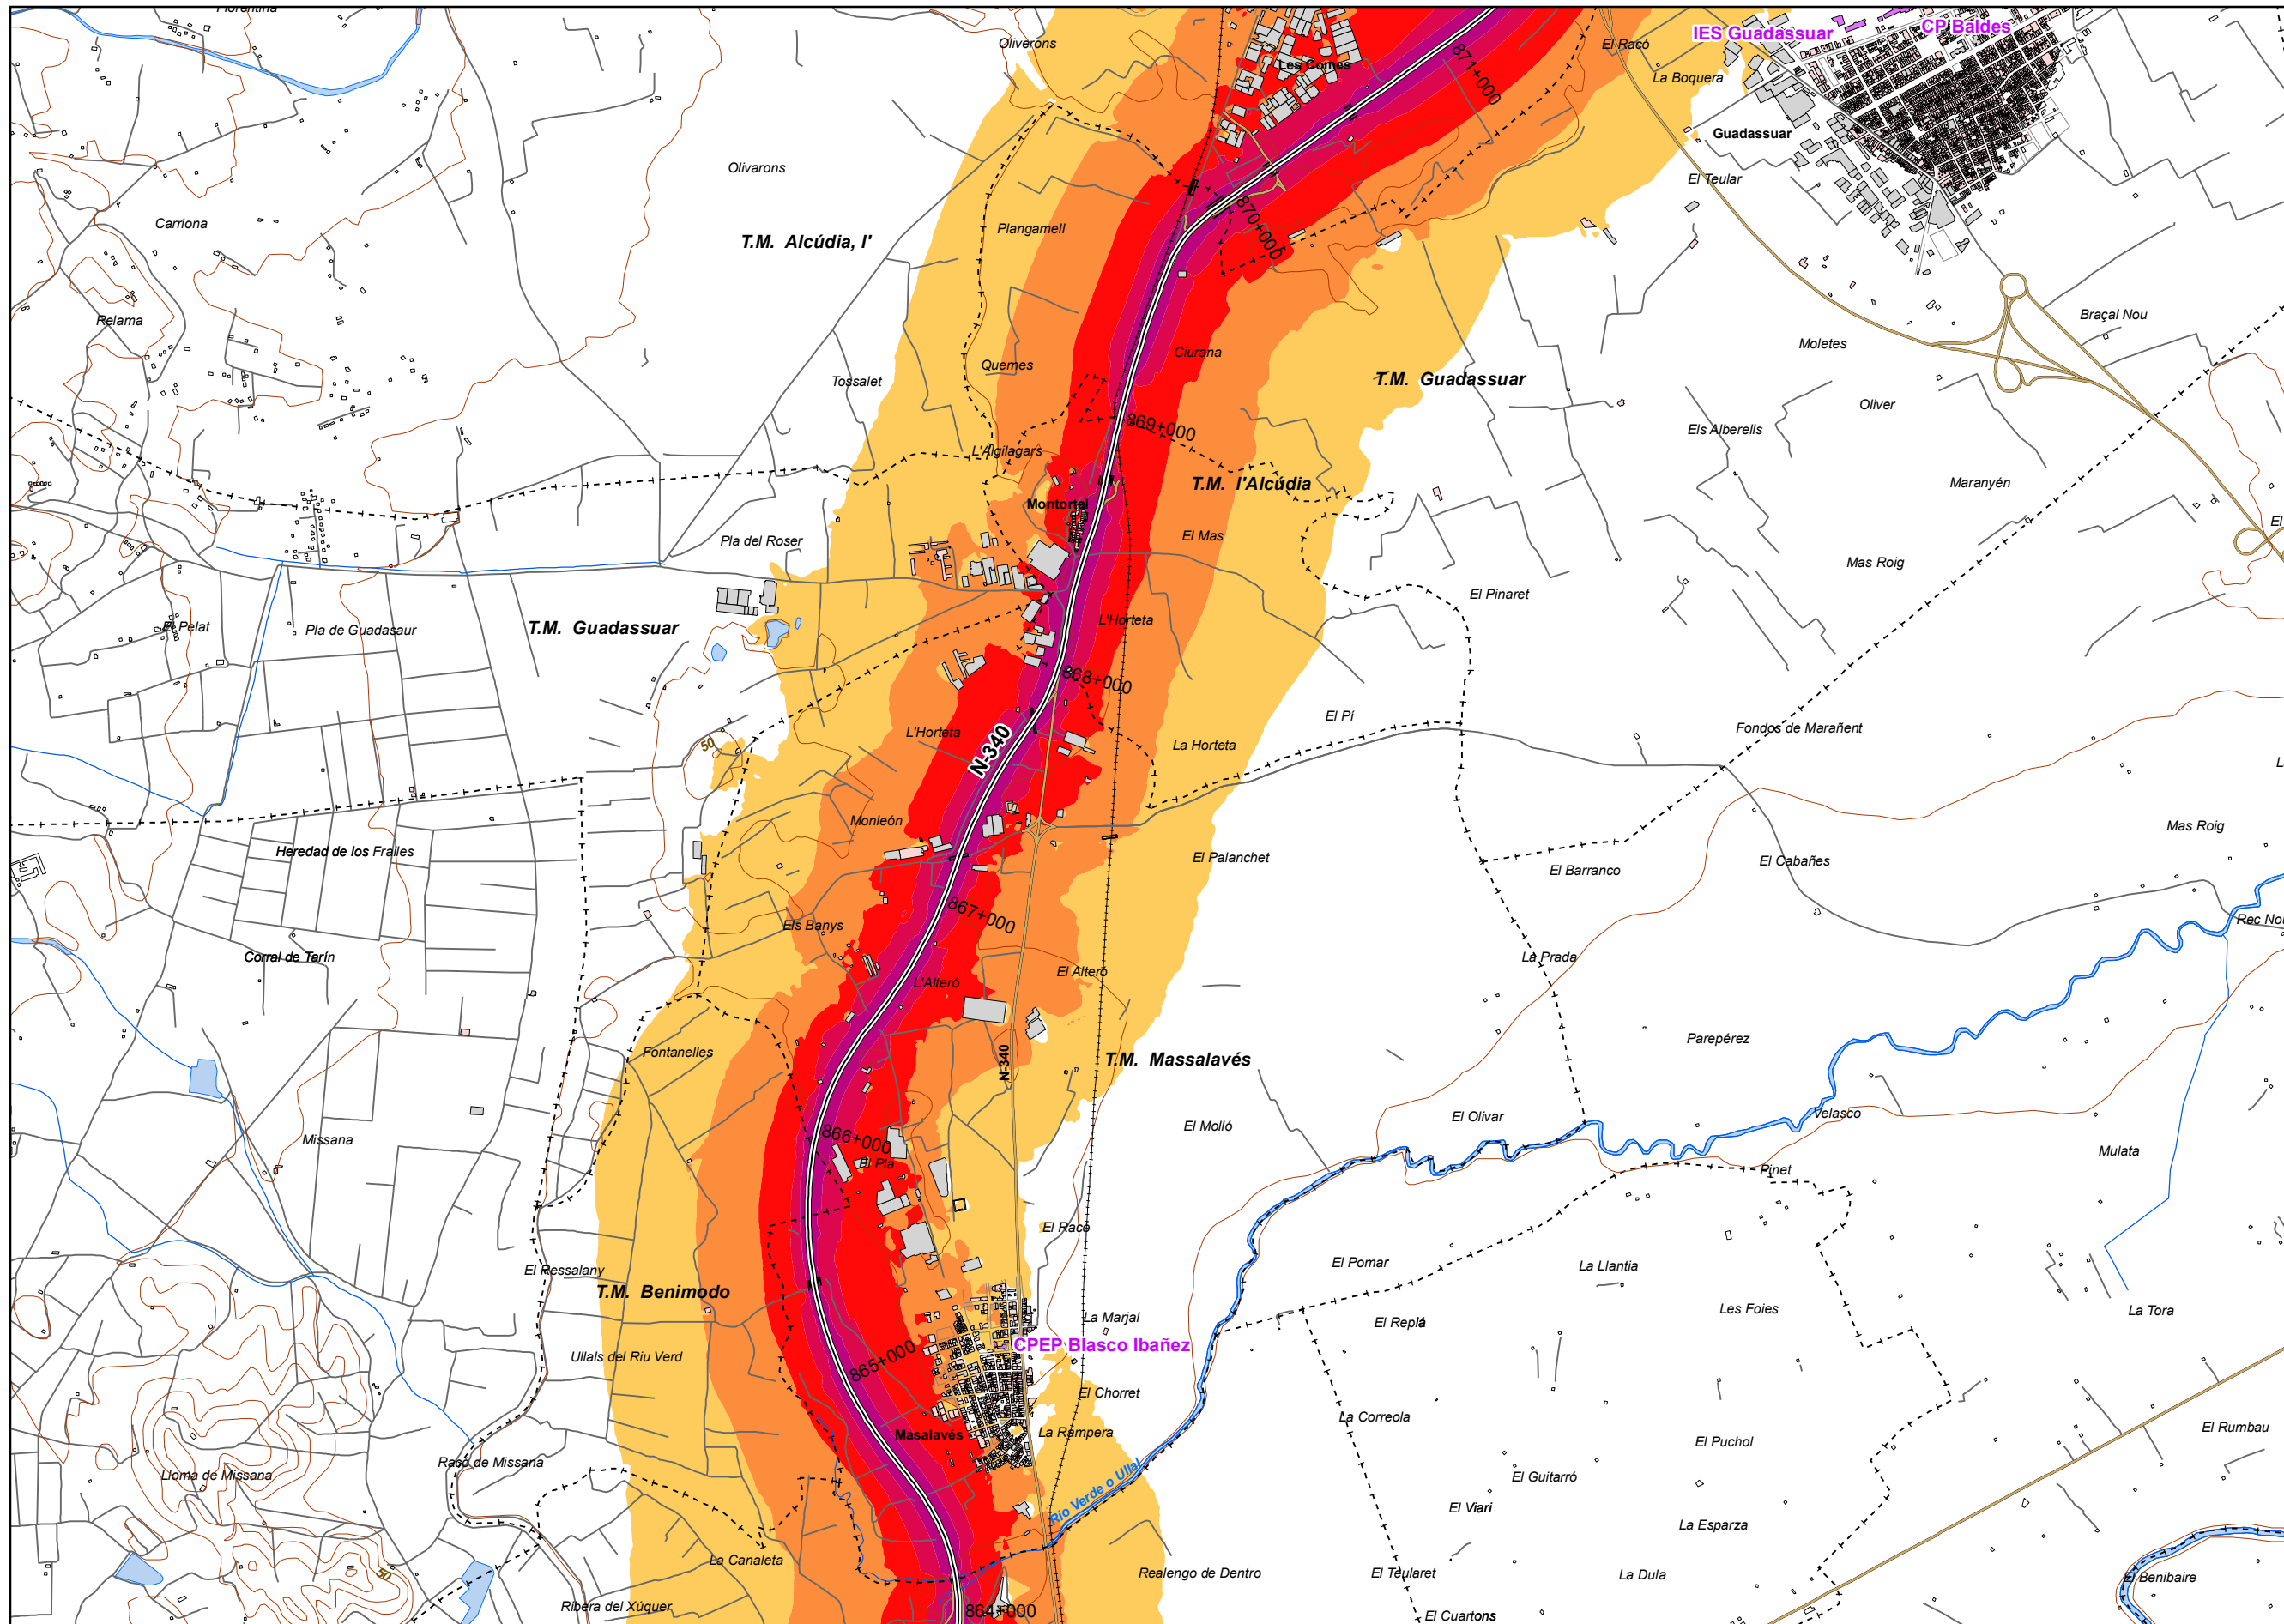 Florentina
Oliverons
Les Comes
871+000
El Racó
IES Guadassuar
CP Baldes
La Boquera
Guadassuar
Olivarons
El Teular
Carriona
Plangamell
870+000
T.M. Alcúdia, l'
Relama
Braçal Nou
Moletes
Ciurana
Quemes
Tossalet
T.M. Guadassuar
Oliver
869+000
Els Alberells
L'Algilagars
T.M. l'Alcúdia
Maranyén
Montortal
El
Pla del Roser
El Mas
Mas Roig
El Pinaret
El Pelat
Pla de Guadasaur
T.M. Guadassuar
L'Horteta
868+000
El Pí
L'Horteta
N-340
La Horteta
Fondos de Marañent
50
L
Monleón
Mas Roig
Heredad de los Frailes
El Palanchet
El Cabañes
El Barranco
867+000
Rec Nou
Els Banys
Corral de Tarín
La Prada
El Alteró
L'Alteró
Parepérez
Fontanelles
N-340
T.M. Massalavés
Velasco
El Olivar
El Molló
866+000
Missana
Mulata
El Pla
Pinet
El Racó
El Pomar
La Llantia
El Ressalany
T.M. Benimodo
Les Foies
La Tora
La Marjal
El Replá
CPEP Blasco Ibañez
Ullals del Riu Verd
865+000
El Chorret
La Correola
El Rumbau
Masalavés
La Rampera
El Puchol
Racó de Missana
Lloma de Missana
El Guitarró
Río Verde o Ullal
El Viari
La Esparza
La Canaleta
50
Realengo de Dentro
El Teularet
La Dula
El Benibaire
Ribera del Xúquer
864+000
El Cuartons